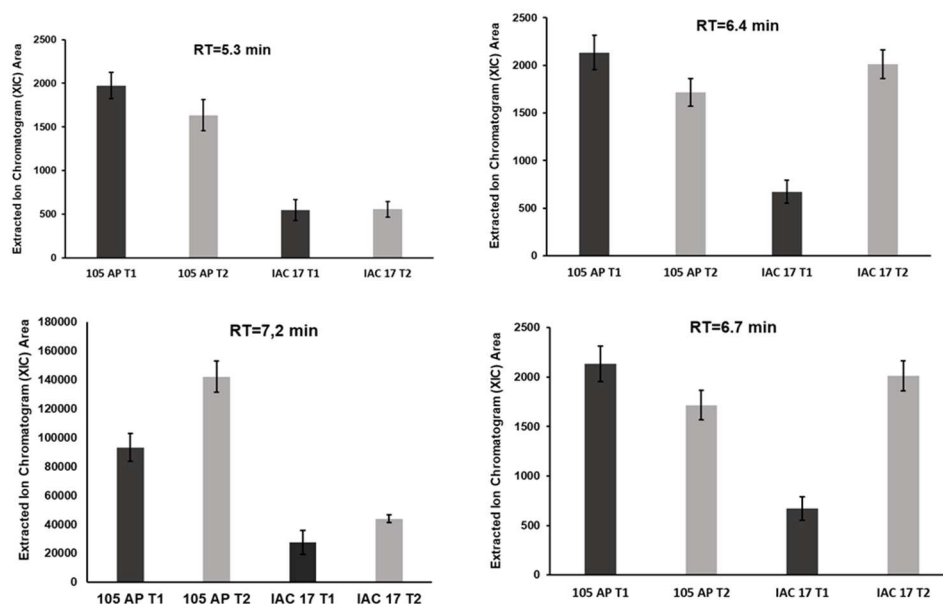 RT=5.3 min
Extracted Ion Chromatogram (XIC) Area
2500
2000
1500
1000
500
0
105 AP T1 105 AP T2 IAC 17 T1 IAC 17 T2
RT=6.4 min
Extracted Ion Chromatogram (XIC) Area
2500
2000
1500
1000
500
0
105 AP T1 105 AP T2 IAC 17 T1 IAC 17 T2
RT=7,2 min
Extracted Ion Chromatogram (XIC) Area
180000
160000
140000
120000
100000
80000
60000
40000
20000
0
105 AP T1 105 AP T2 IAC 17 T1 IAC 17 T2
RT=6.7 min
Extracted Ion Chromatogram (XIC) Area
2500
2000
1500
1000
500
0
105 AP T1 105 AP T2 IAC 17 T1 IAC 17 T2